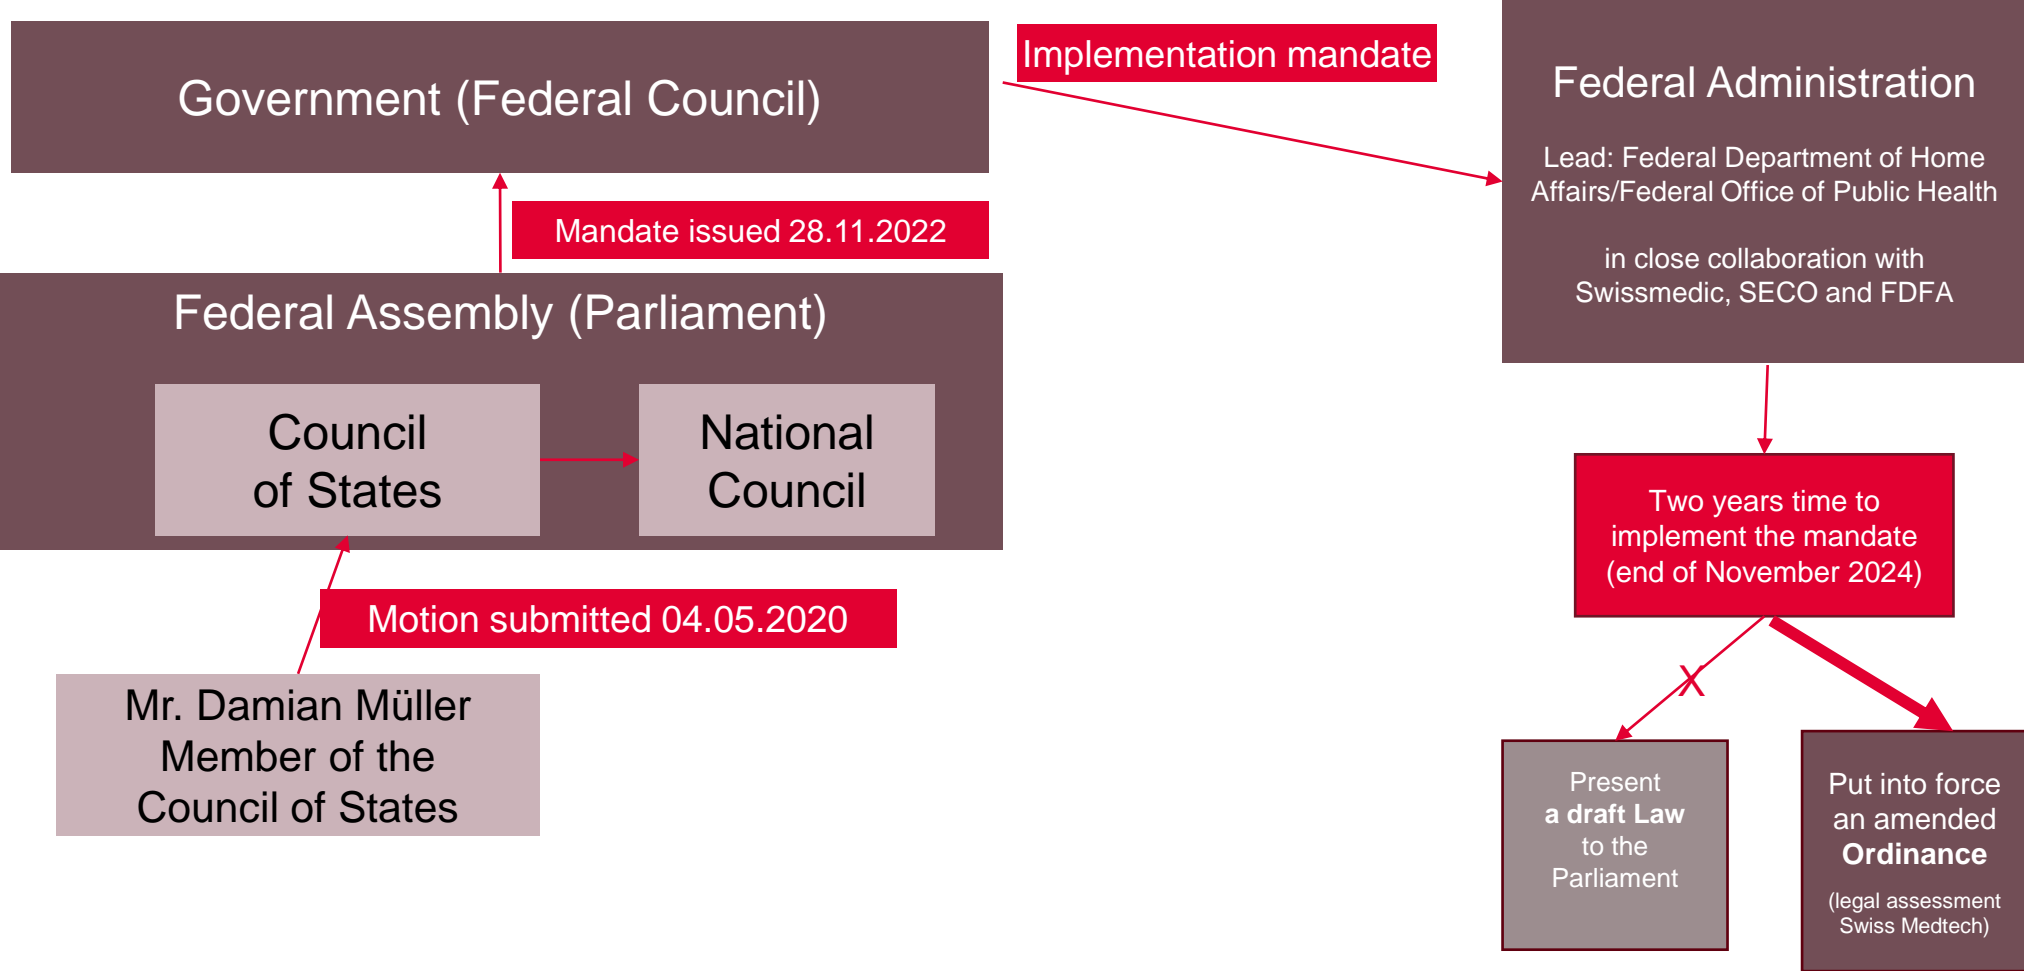 Government (Federal Council)
Implementation mandate
Federal Administration
Lead: Federal Department of Home
Affairs/Federal Office of Public Health
in close collaboration with
Swissmedic, SECO and FDFA
Mandate issued 28.11.2022
Federal Assembly (Parliament)
Council
of States
National
Council
Motion submitted 04.05.2020
Mr. Damian Müller
Member of the
Council of States
Two years time to
implement the mandate
(end of November 2024)
X
Present
a draft Law
to the
Parliament
Put into force
an amended
Ordinance
(legal assessment
Swiss Medtech)